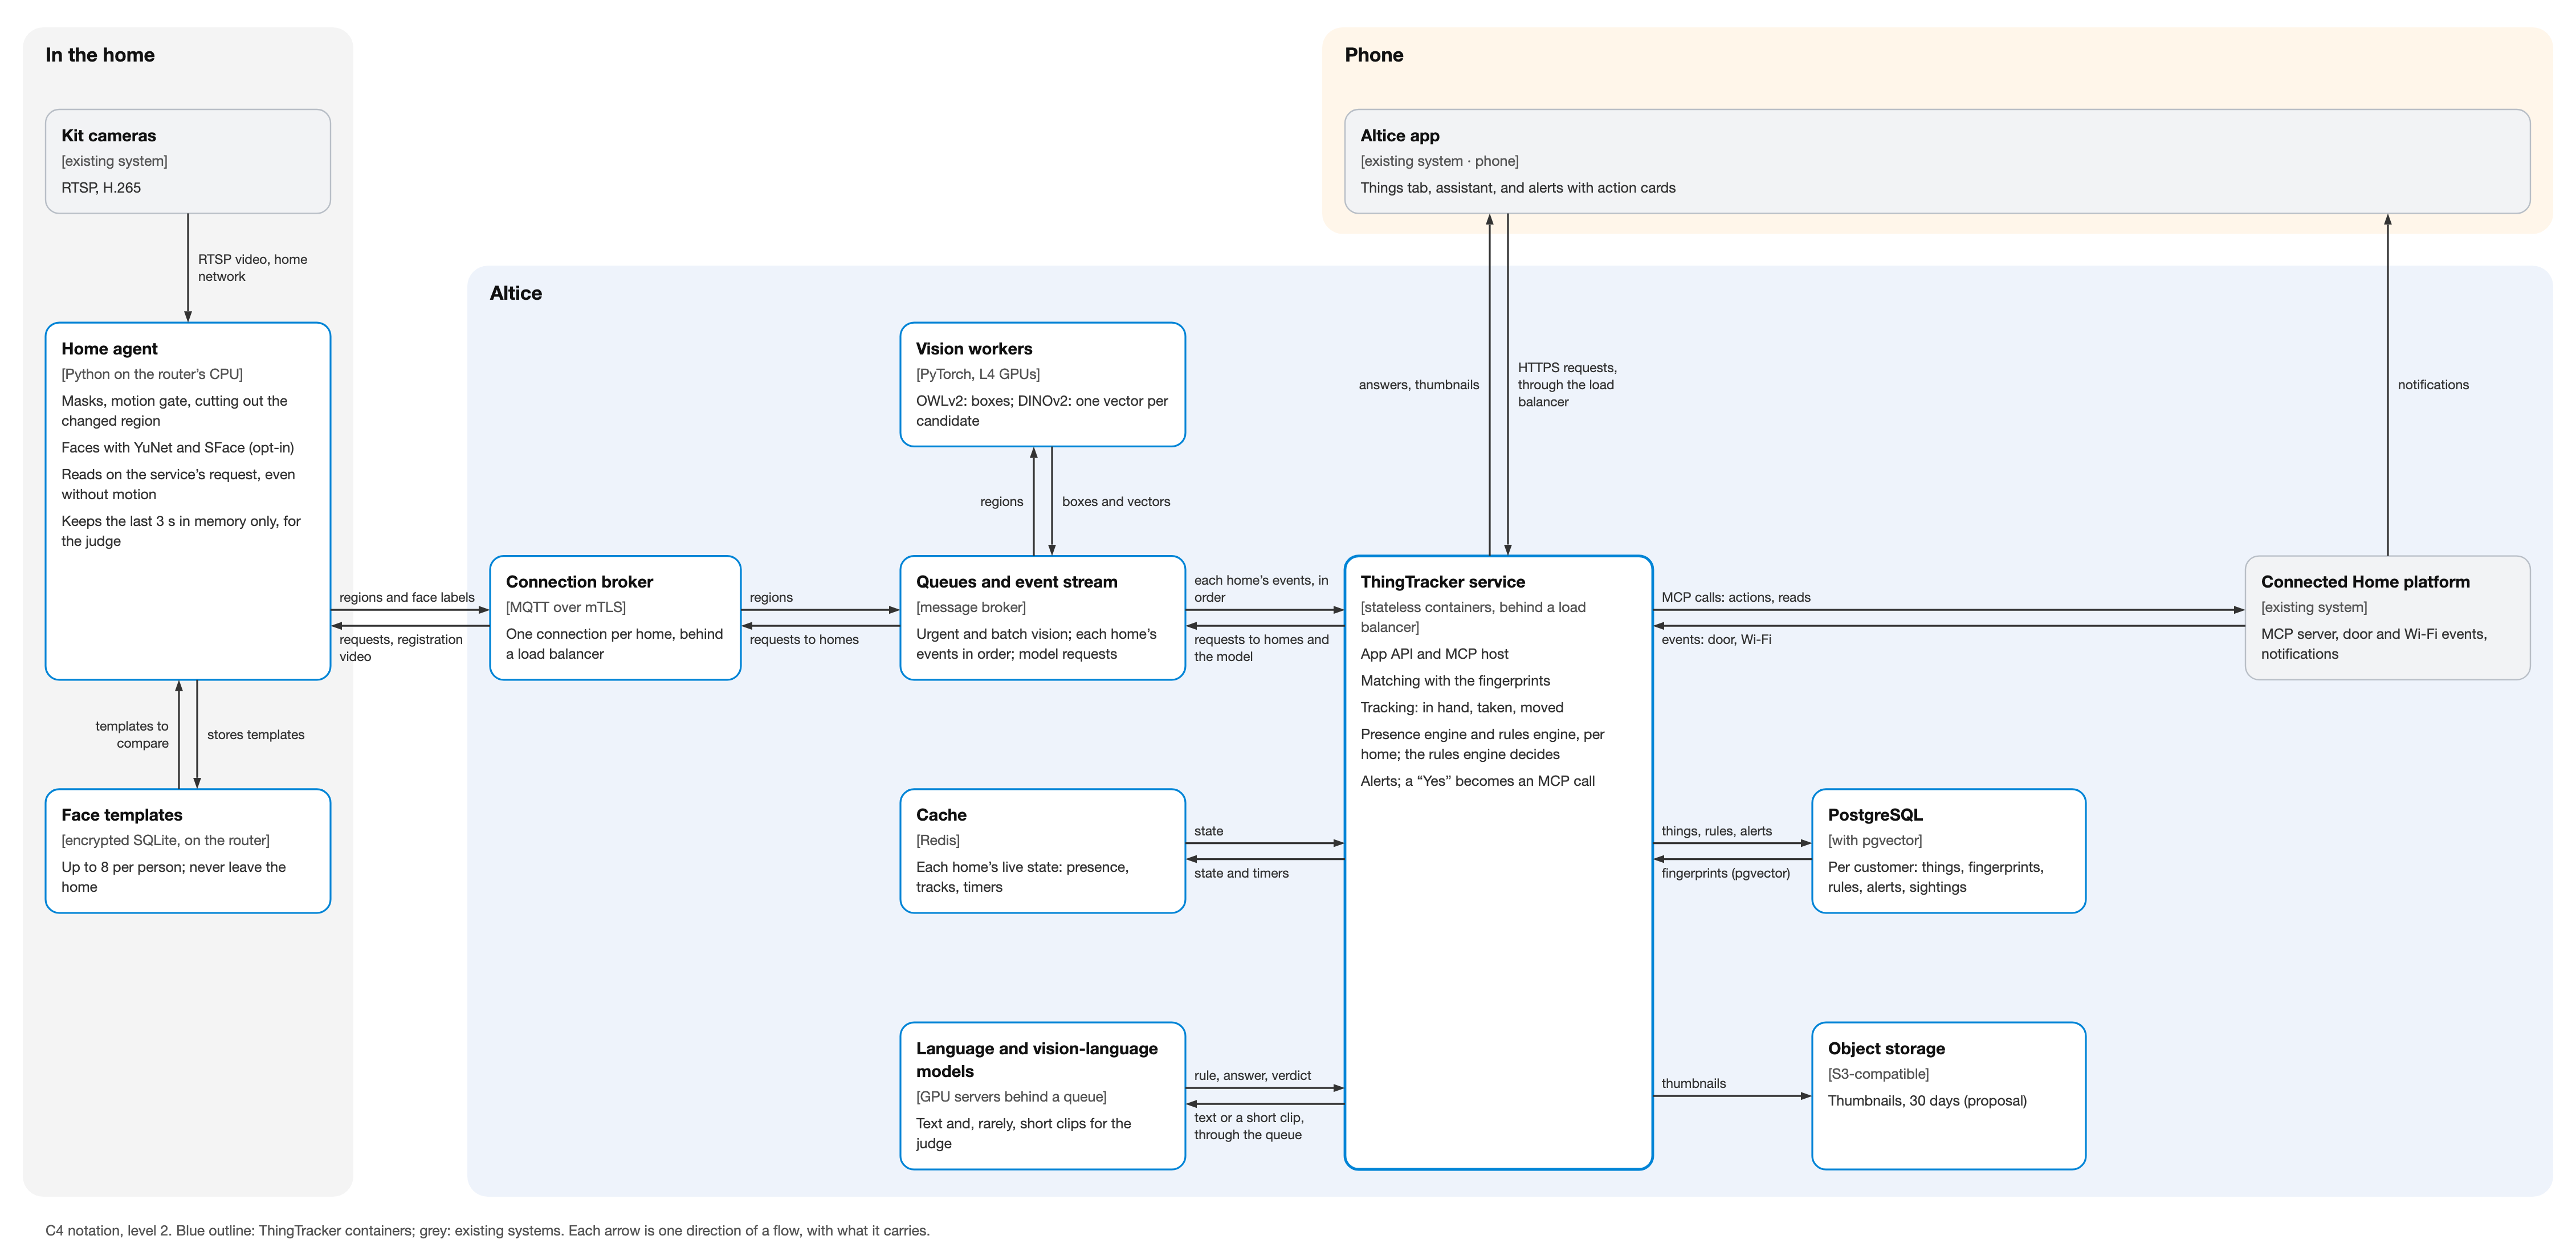 In the home
Kit cameras
[existing system]
RTSP, H.265
RTSP video, home
network
Home agent
[Python on the router’s CPU]
Masks, motion gate, cutting out the
changed region
Faces with YuNet and SFace (opt-in)
Reads on the service’s request, even
without motion
Keeps the last 3 s in memory only, for
the judge
regions and face labels
requests, registration
video
templates to
compare
stores templates
Face templates
[encrypted SQLite, on the router]
Up to 8 per person; never leave the
home
Phone
Altice app
[existing system · phone]
Things tab, assistant, and alerts with action cards
answers, thumbnails
HTTPS requests,
through the load
balancer
notifications
Altice
Vision workers
[PyTorch, L4 GPUs]
OWLv2: boxes; DINOv2: one vector per
candidate
regions
boxes and vectors
Connection broker
[MQTT over mTLS]
One connection per home, behind
a load balancer
regions
requests to homes
Queues and event stream
[message broker]
Urgent and batch vision; each home’s
events in order; model requests
each home’s events, in
order
requests to homes and
the model
ThingTracker service
[stateless containers, behind a load
balancer]
App API and MCP host
Matching with the fingerprints
Tracking: in hand, taken, moved
Presence engine and rules engine, per
home; the rules engine decides
Alerts; a “Yes” becomes an MCP call
MCP calls: actions, reads
events: door, Wi-Fi
Connected Home platform
[existing system]
MCP server, door and Wi-Fi events,
notifications
Cache
[Redis]
Each home’s live state: presence,
tracks, timers
state
state and timers
things, rules, alerts
fingerprints (pgvector)
PostgreSQL
[with pgvector]
Per customer: things, fingerprints,
rules, alerts, sightings
Language and vision-language
models
[GPU servers behind a queue]
Text and, rarely, short clips for the
judge
rule, answer, verdict
text or a short clip,
through the queue
thumbnails
Object storage
[S3-compatible]
Thumbnails, 30 days (proposal)
C4 notation, level 2. Blue outline: ThingTracker containers; grey: existing systems. Each arrow is one direction of a flow, with what it carries.